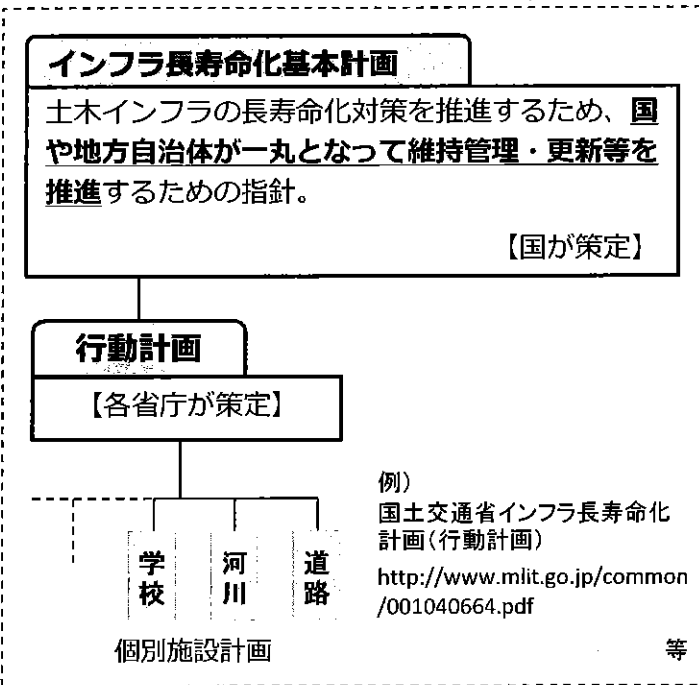 インフラ長寿命化基本計画
土木インフラの長寿命化対策を推進するため、国
や地方自治体が一丸となって維持管理・更新等を
推進するための指針。
【国が策定】
行動計画
【各省庁が策定】
例）
国土交通省インフラ長寿命化
計画（行動計画）
http://www.mlit.go.jp/common
/001040664.pdf
学校
河川
道路
個別施設計画
等